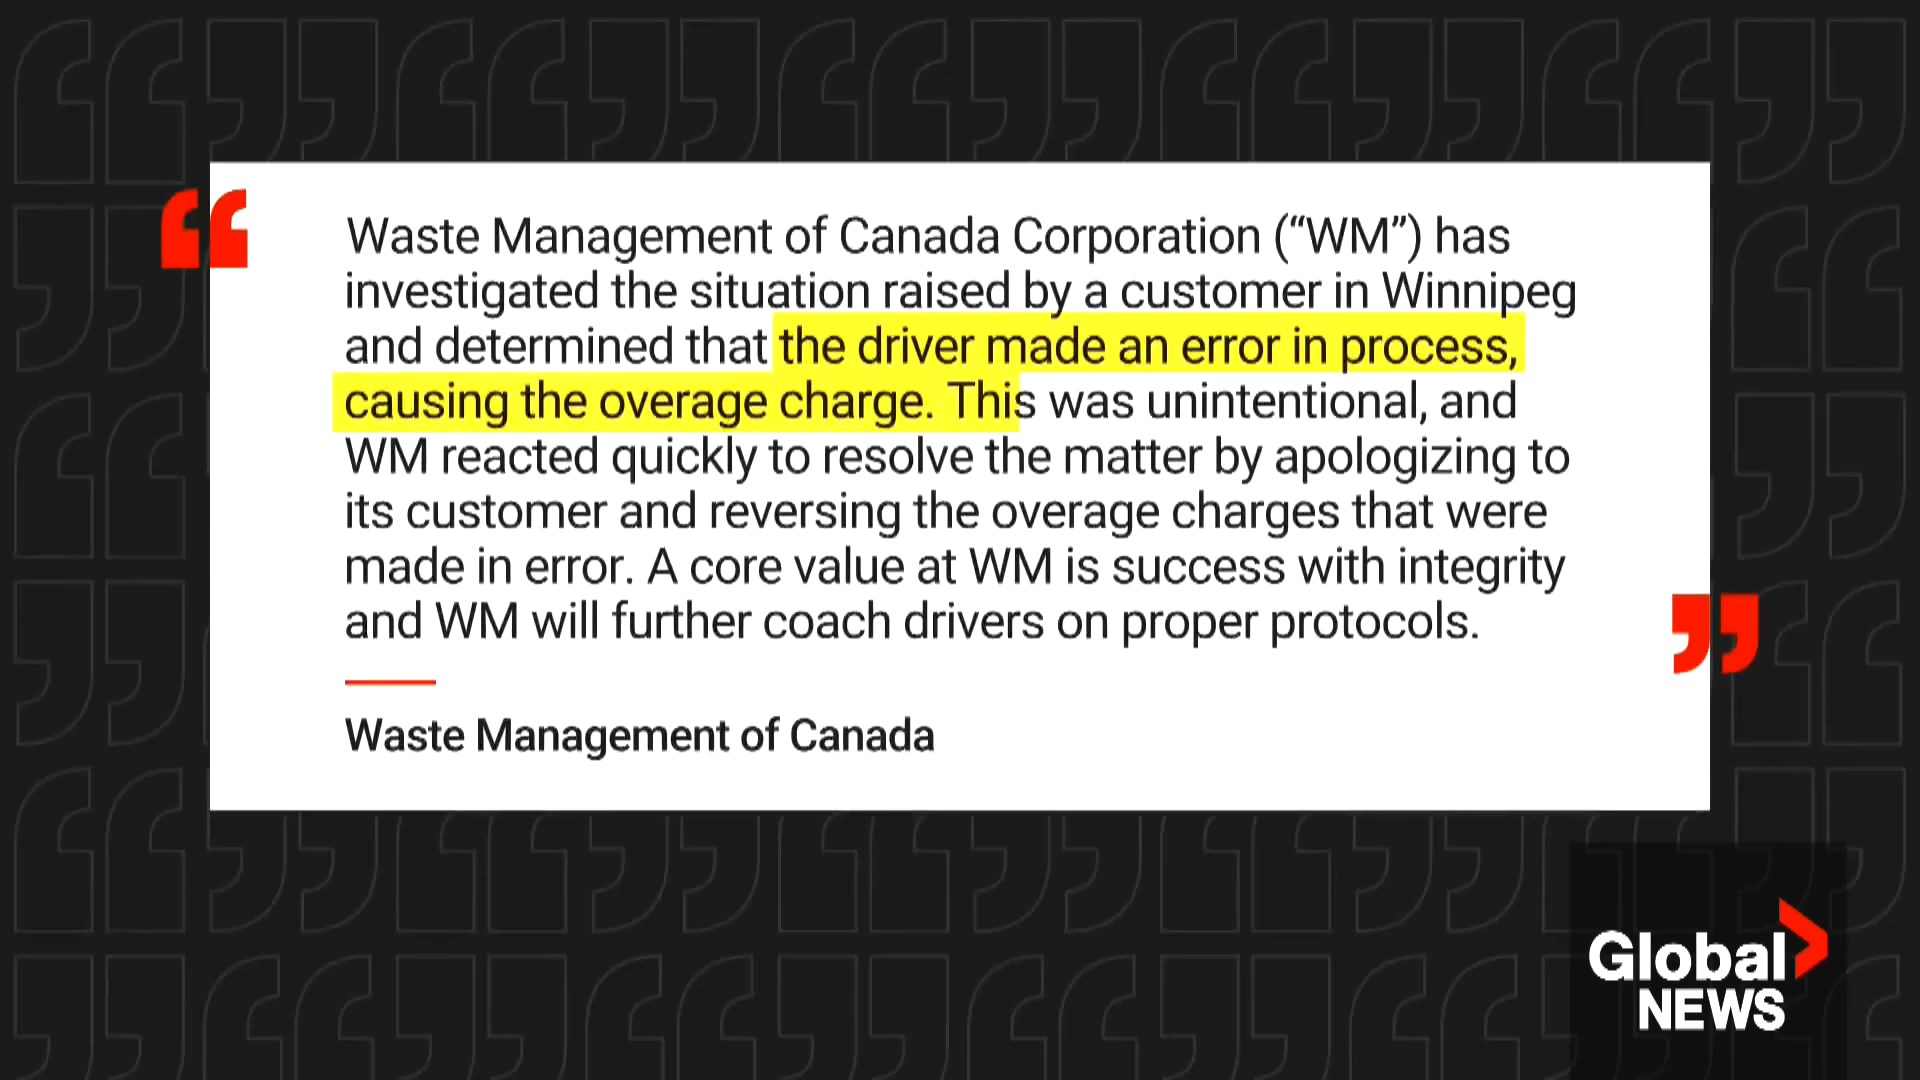 Waste Management of Canada Corporation (“WM”) has
investigated the situation raised by a customer in Winnipeg
and determined that the driver made an error in process,
causing the overage charge. This was unintentional, and
WM reacted quickly to resolve the matter by apologizing to
its customer and reversing the overage charges that were
made in error. A core value at WM is success with integrity
and WM will further coach drivers on proper protocols.
Waste Management of Canada
Global
NEWS